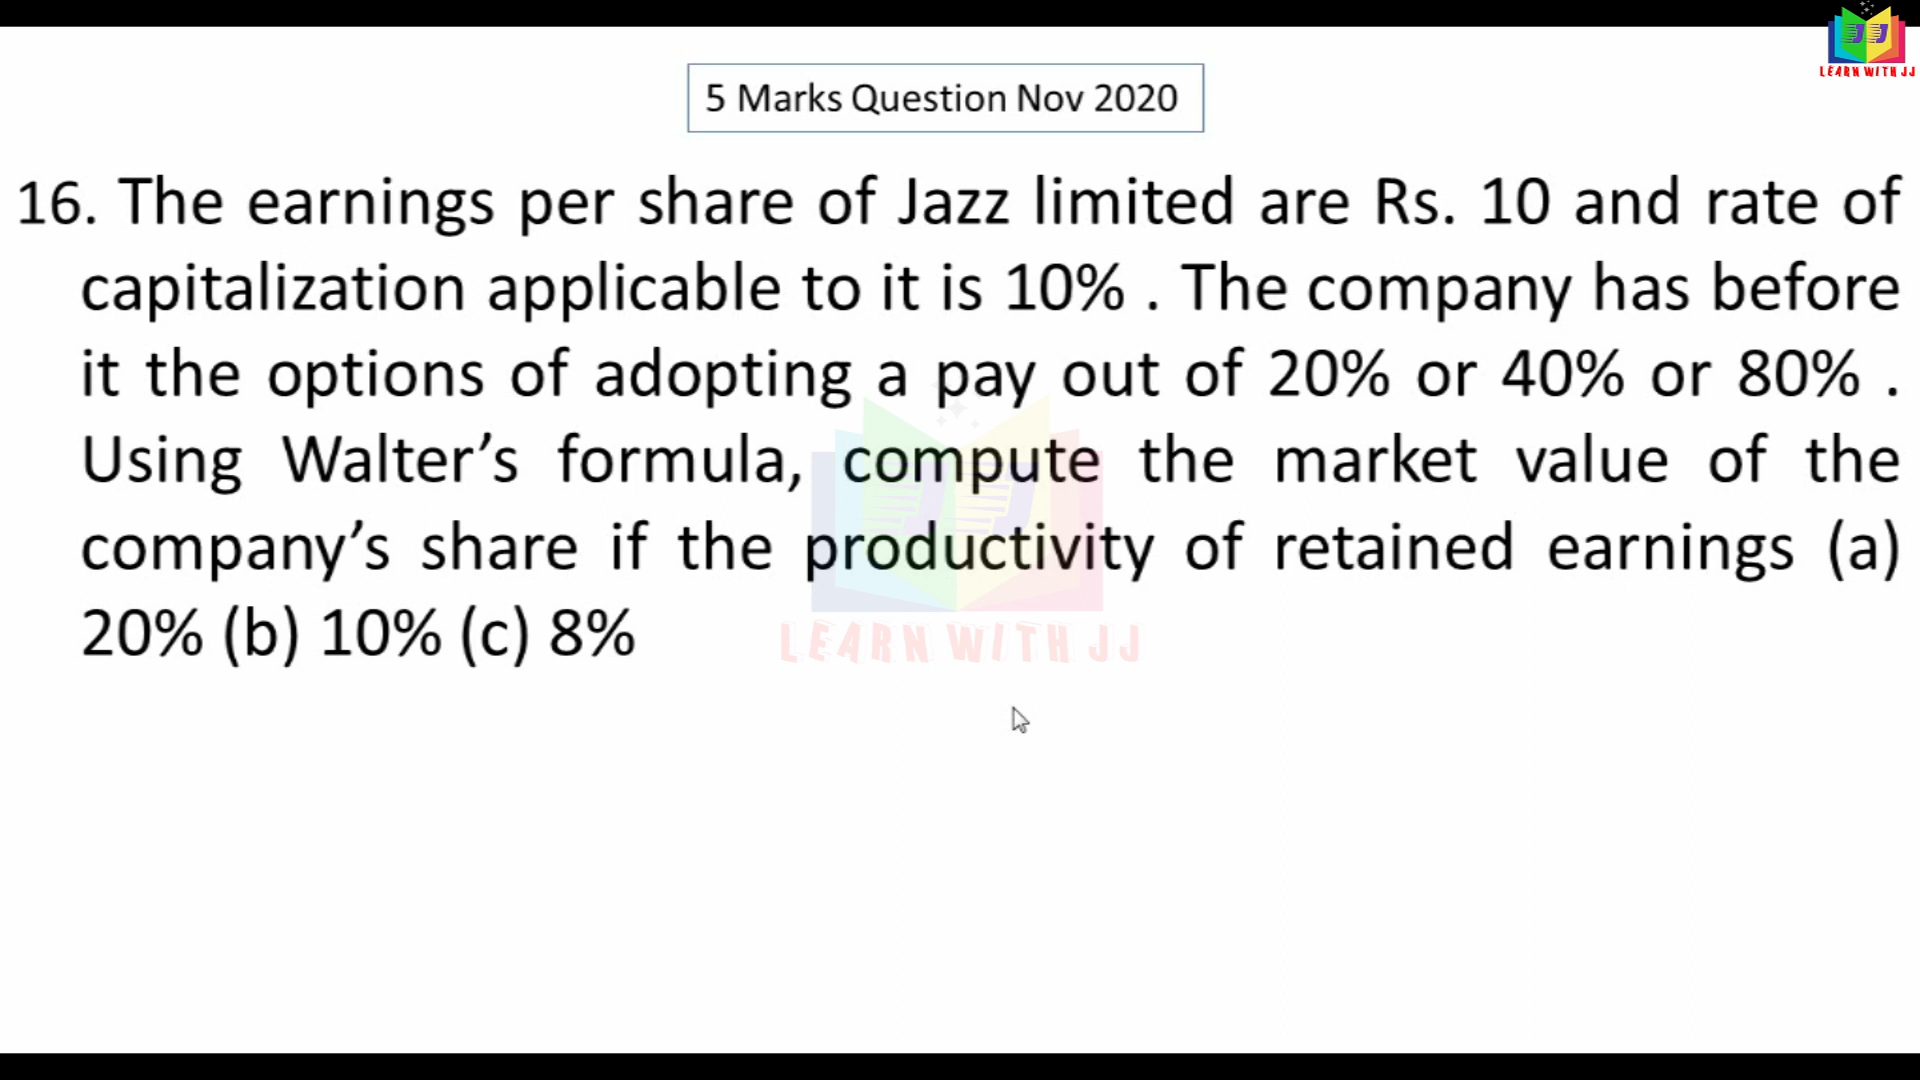 LEARN WITH JJ
5 Marks Question Nov 2020
16. The earnings per share of Jazz limited are Rs. 10 and rate of
capitalization applicable to it is 10% . The company has before
it the options of adopting a pay out of 20% or 40% or 80% .
Using Walter’s formula, compute the market value of the
company’s share if the productivity of retained earnings (a)
20% (b) 10% (c) 8%
LEARN WITH JJ